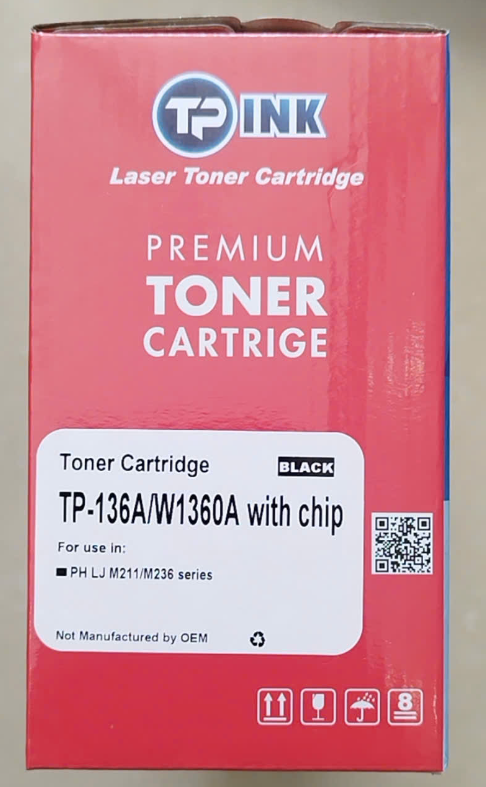 TP INK
Laser Toner Cartridge
PREMIUM
TONER
CARTRIGE
Toner Cartridge BLACK
TP-136A/W1360A with chip
For use in:
PH LJ M211/M236 series
Not Manufactured by OEM
8